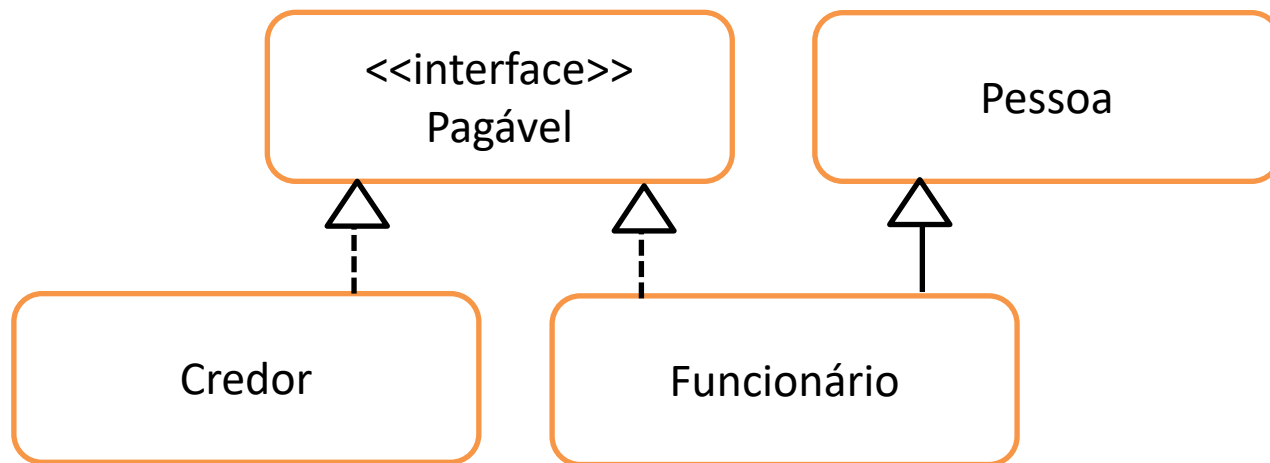 <<interface>>
Pagável
Pessoa
Credor
Funcionário